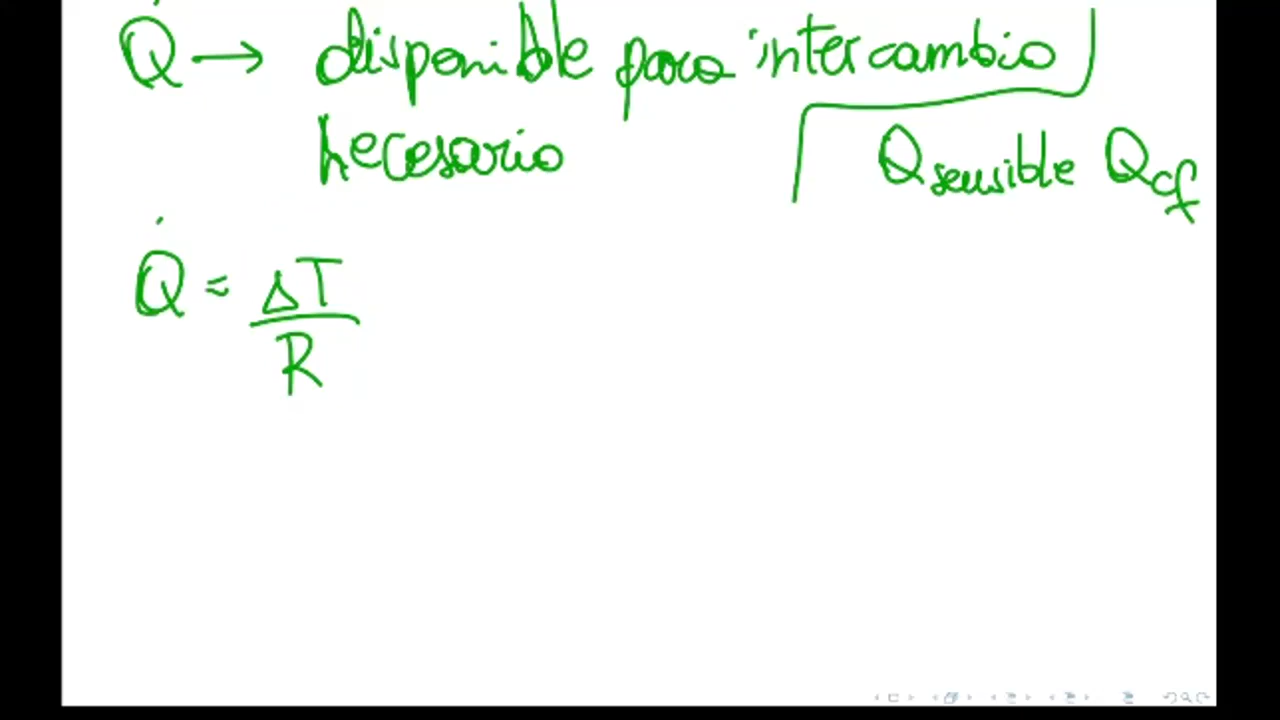 Q̇ → disponible para intercambio
necesario
Qsensible Qcf
Q̇ = ΔT
R